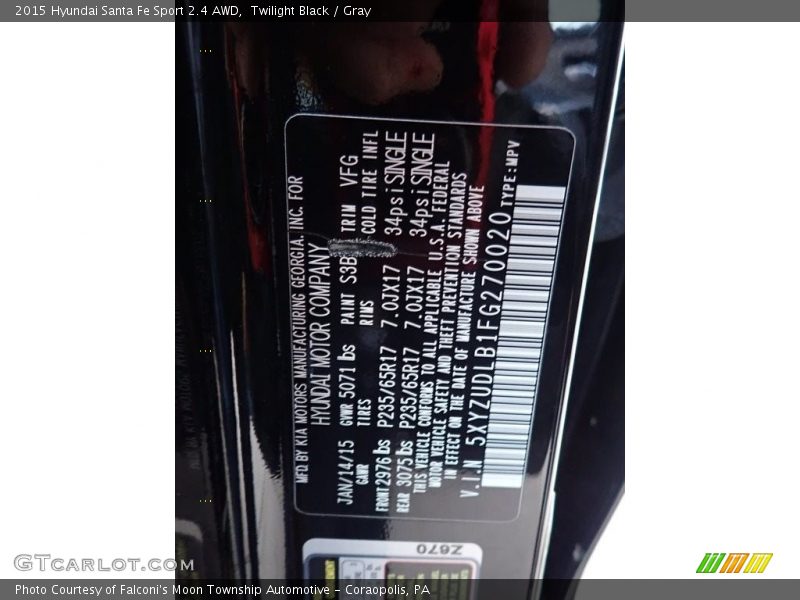 2015 Hyundai Santa Fe Sport 2.4 AWD,  Twilight Black / Gray
MFD BY KIA MOTORS MANUFACTURING GEORGIA, INC. FOR
HYUNDAI MOTOR COMPANY
JAN/14/15 GVWR 5071 lbs PAINT S3B TRIM VFG
GAWR TIRES RIMS COLD TIRE INFL
FRONT 2976 lbs P235/65R17 7.0JX17 34psi SINGLE
REAR 3075 lbs P235/65R17 7.0JX17 34psi SINGLE
THIS VEHICLE CONFORMS TO ALL APPLICABLE U.S.A. FEDERAL
MOTOR VEHICLE SAFETY AND THEFT PREVENTION STANDARDS
IN EFFECT ON THE DATE OF MANUFACTURE SHOWN ABOVE
V.I.N 5XYZUDLB1FG270020 TYPE:MPV
Z670
GTcarlot.com
Photo Courtesy of Falconi's Moon Township Automotive - Coraopolis, PA